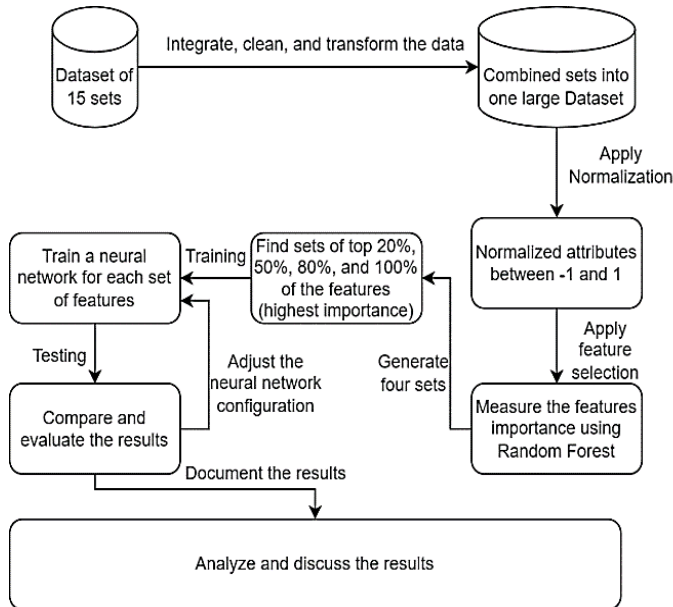 Integrate, clean, and transform the data
Dataset of
15 sets
Combined sets into
one large Dataset
Apply
Normalization
Normalized attributes
between -1 and 1
Apply
feature
selection
Measure the features
importance using
Random Forest
Generate
four sets
Find sets of top 20%,
50%, 80%, and 100%
of the features
(highest importance)
Training
Train a neural
network for each set
of features
Testing
Adjust the
neural network
configuration
Compare and
evaluate the results
Document the results
Analyze and discuss the results